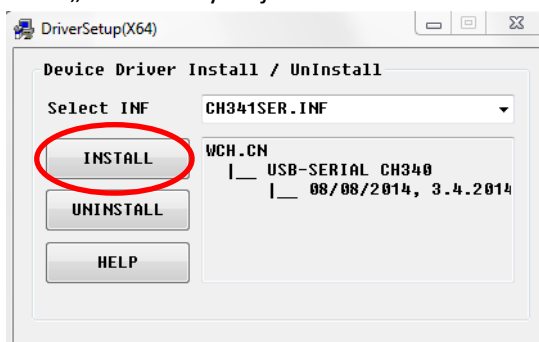 DriverSetup(X64)
Device Driver Install / UnInstall
Select INF
CH341SER.INF
INSTALL
WCH.CN
|__ USB-SERIAL CH340
|__ 08/08/2014, 3.4.2014
UNINSTALL
HELP